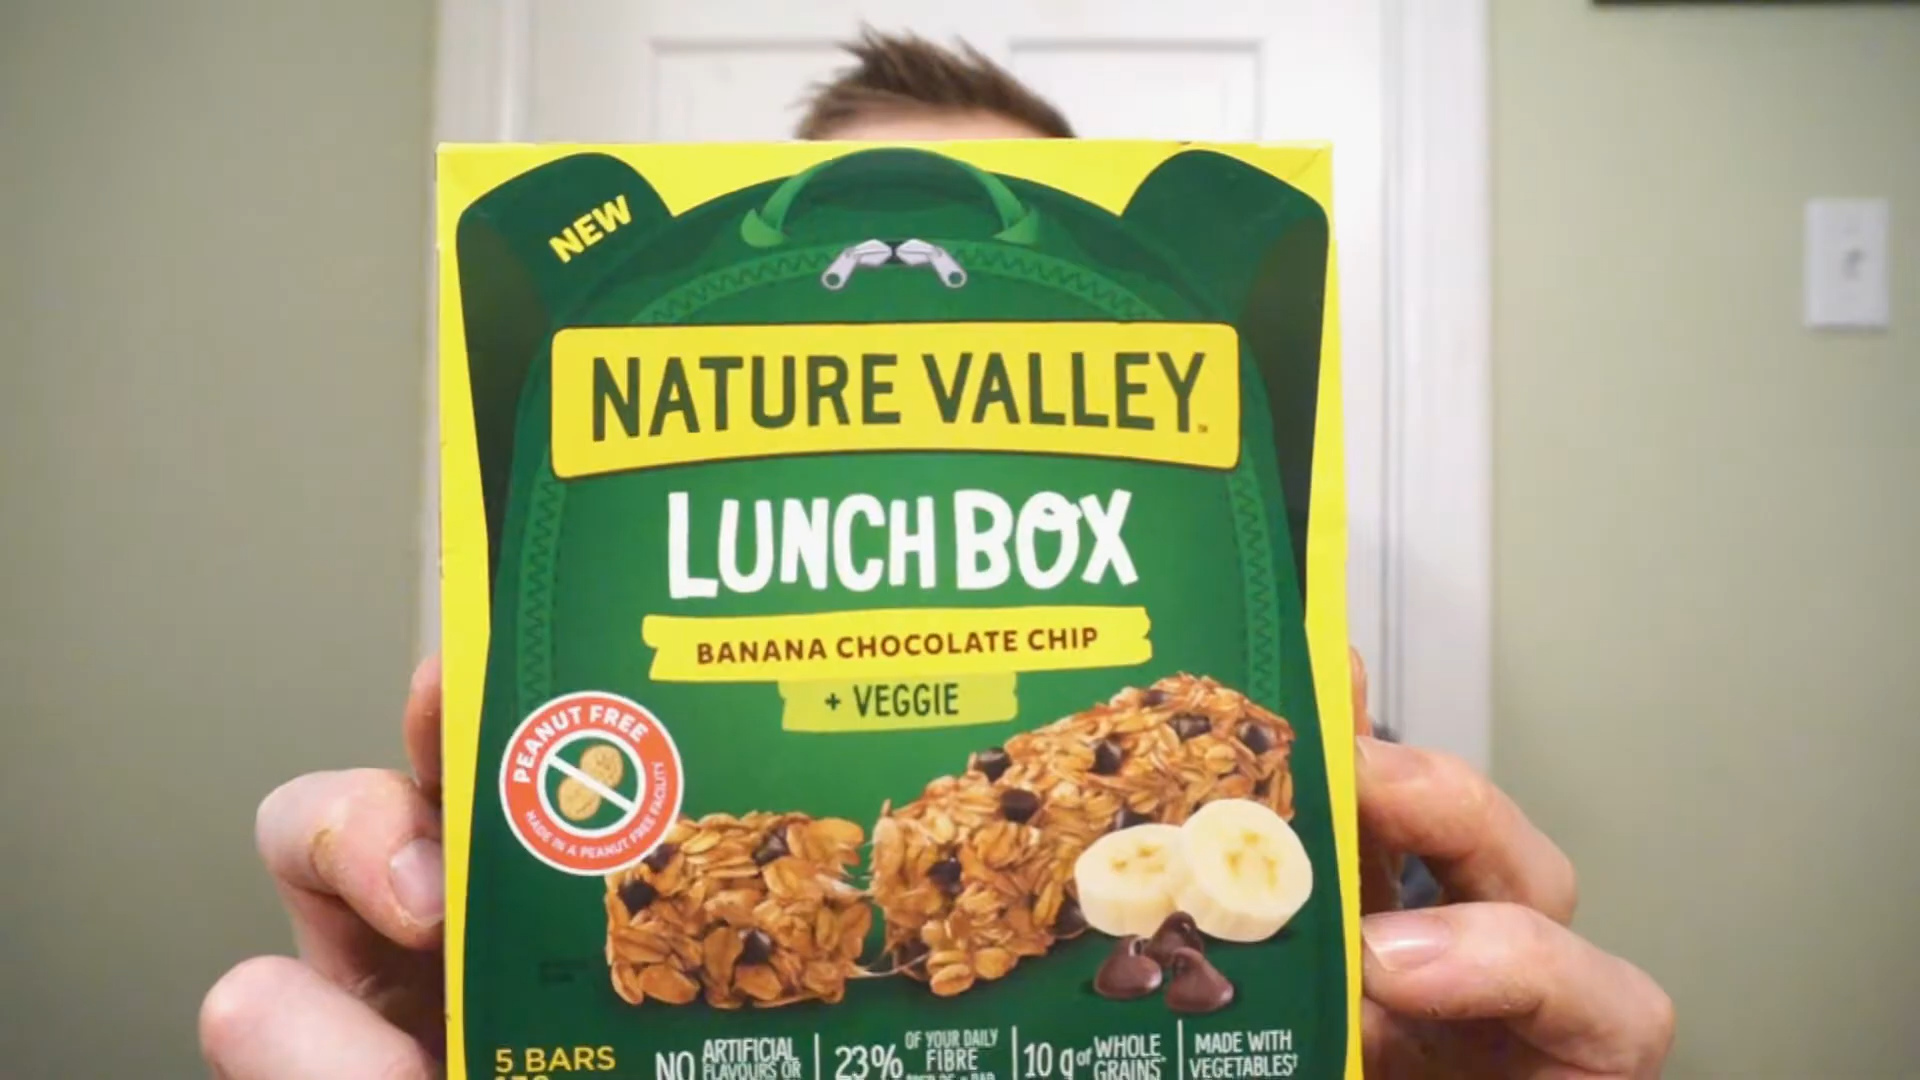 NEW
NATURE VALLEY™
LUNCH BOX
BANANA CHOCOLATE CHIP
+ VEGGIE
PEANUT FREE
MADE IN A PEANUT FREE FACILITY
5 BARS
NO ARTIFICIAL
FLAVOURS OR
23% OF YOUR DAILY
FIBRE
10 g of WHOLE
GRAINS
MADE WITH
VEGETABLES†